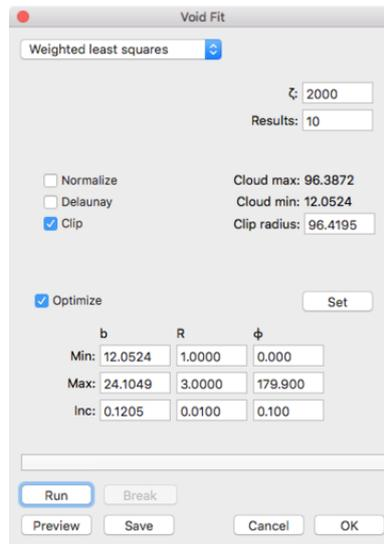 Void Fit
Weighted least squares
ζ: 2000
Results: 10
Normalize
Cloud max: 96.3872
Delaunay
Cloud min: 12.0524
Clip
Clip radius: 96.4195
Optimize
Set
b R ϕ
Min: 12.0524 1.0000 0.000
Max: 24.1049 3.0000 179.900
Inc: 0.1205 0.0100 0.100
Run Break
Preview Save Cancel OK